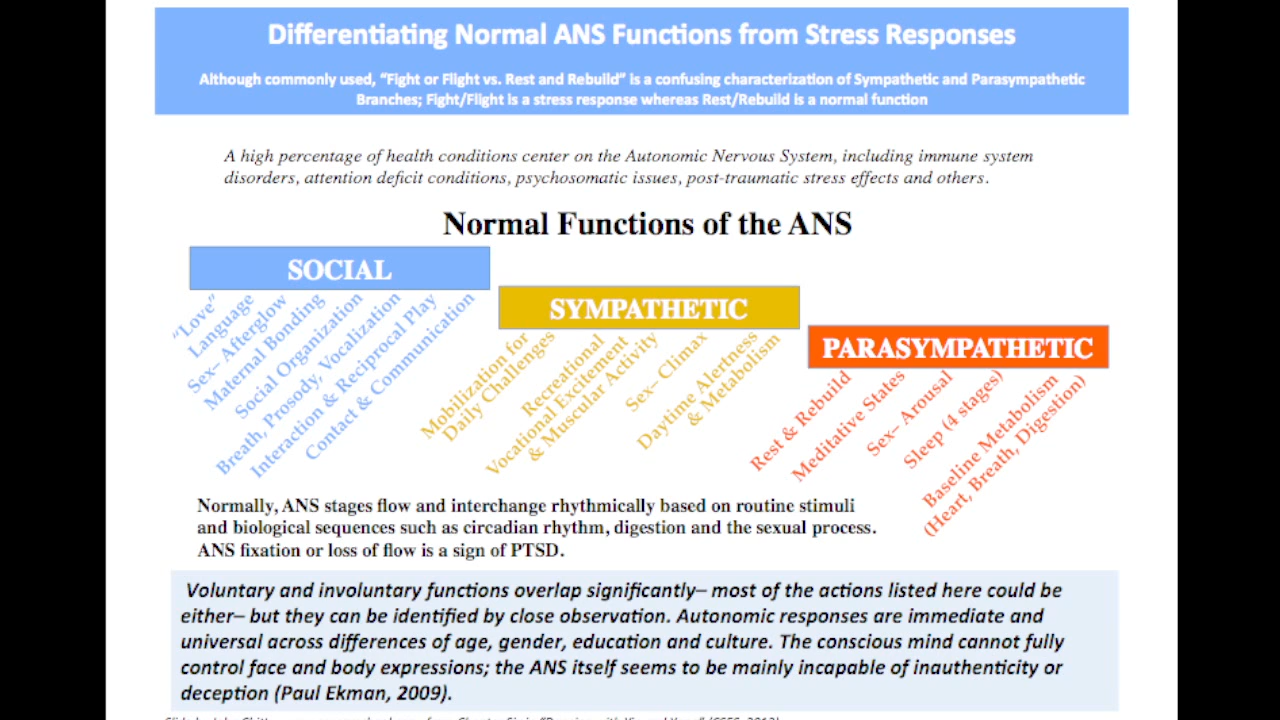 Differentiating Normal ANS Functions from Stress Responses
Although commonly used, “Fight or Flight vs. Rest and Rebuild” is a confusing characterization of Sympathetic and Parasympathetic
Branches; Fight/Flight is a stress response whereas Rest/Rebuild is a normal function
A high percentage of health conditions center on the Autonomic Nervous System, including immune system
disorders, attention deficit conditions, psychosomatic issues, post-traumatic stress effects and others.
Normal Functions of the ANS
SOCIAL
“Love”
Language
Sex– Afterglow
Maternal Bonding
Social Organization
Breath, Prosody, Vocalization
Interaction & Reciprocal Play
Contact & Communication
SYMPATHETIC
Mobilization for
Daily Challenges
Recreational
Vocational Excitement
& Muscular Activity
Sex– Climax
Daytime Alertness
& Metabolism
PARASYMPATHETIC
Rest & Rebuild
Meditative States
Sex– Arousal
Sleep (4 stages)
Baseline Metabolism
(Heart, Breath, Digestion)
Normally, ANS stages flow and interchange rhythmically based on routine stimuli
and biological sequences such as circadian rhythm, digestion and the sexual process.
ANS fixation or loss of flow is a sign of PTSD.
Voluntary and involuntary functions overlap significantly– most of the actions listed here could be
either– but they can be identified by close observation. Autonomic responses are immediate and
universal across differences of age, gender, education and culture. The conscious mind cannot fully
control face and body expressions; the ANS itself seems to be mainly incapable of inauthenticity or
deception (Paul Ekman, 2009).